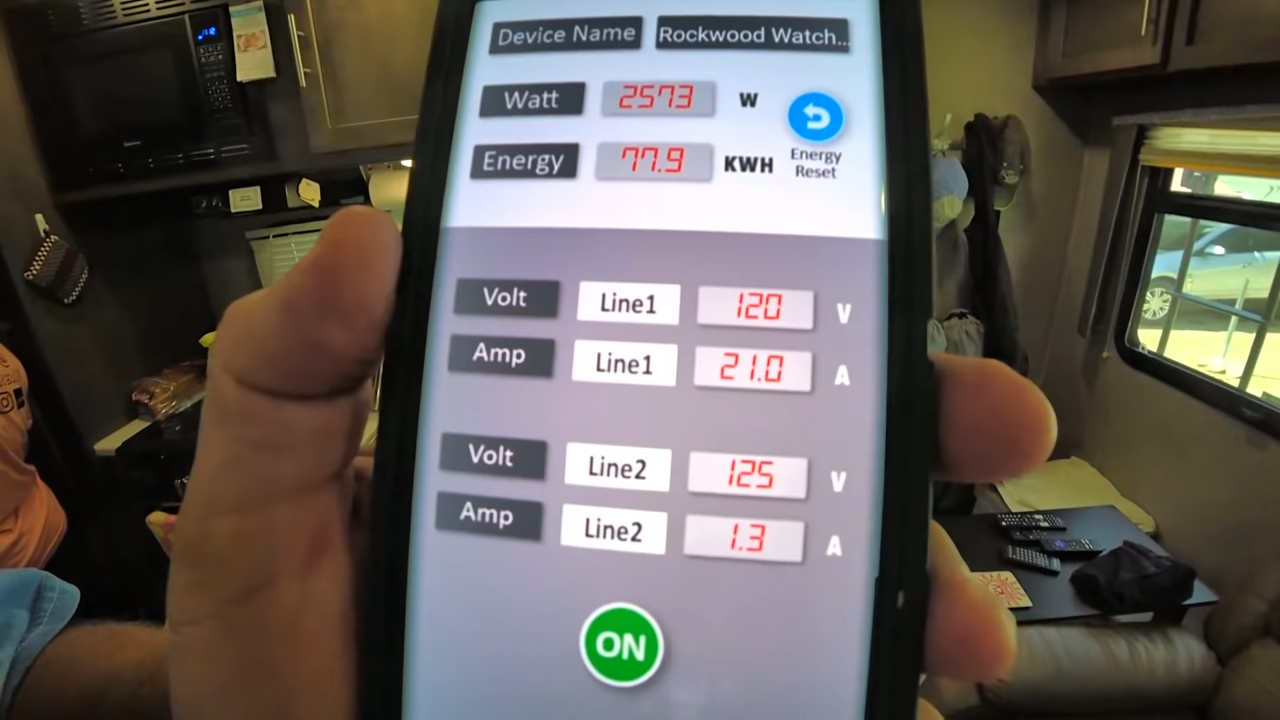 Device Name Rockwood Watch...
Watt 2573 W
Energy 77.9 KWH
Energy
Reset
Volt Line1 120 V
Amp Line1 21.0 A
Volt Line2 125 V
Amp Line2 1.3 A
ON